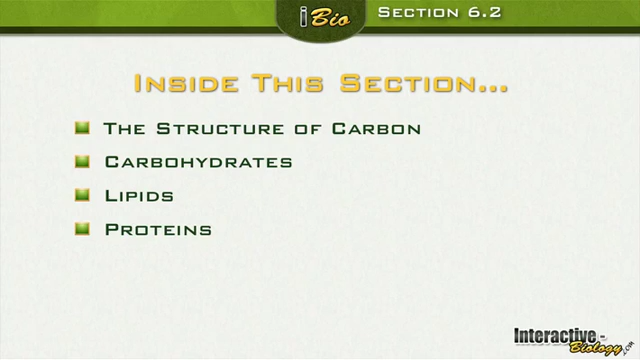 iBio
Section 6.2
Inside This Section...
The Structure of Carbon
Carbohydrates
Lipids
Proteins
Interactive-
Biology.com